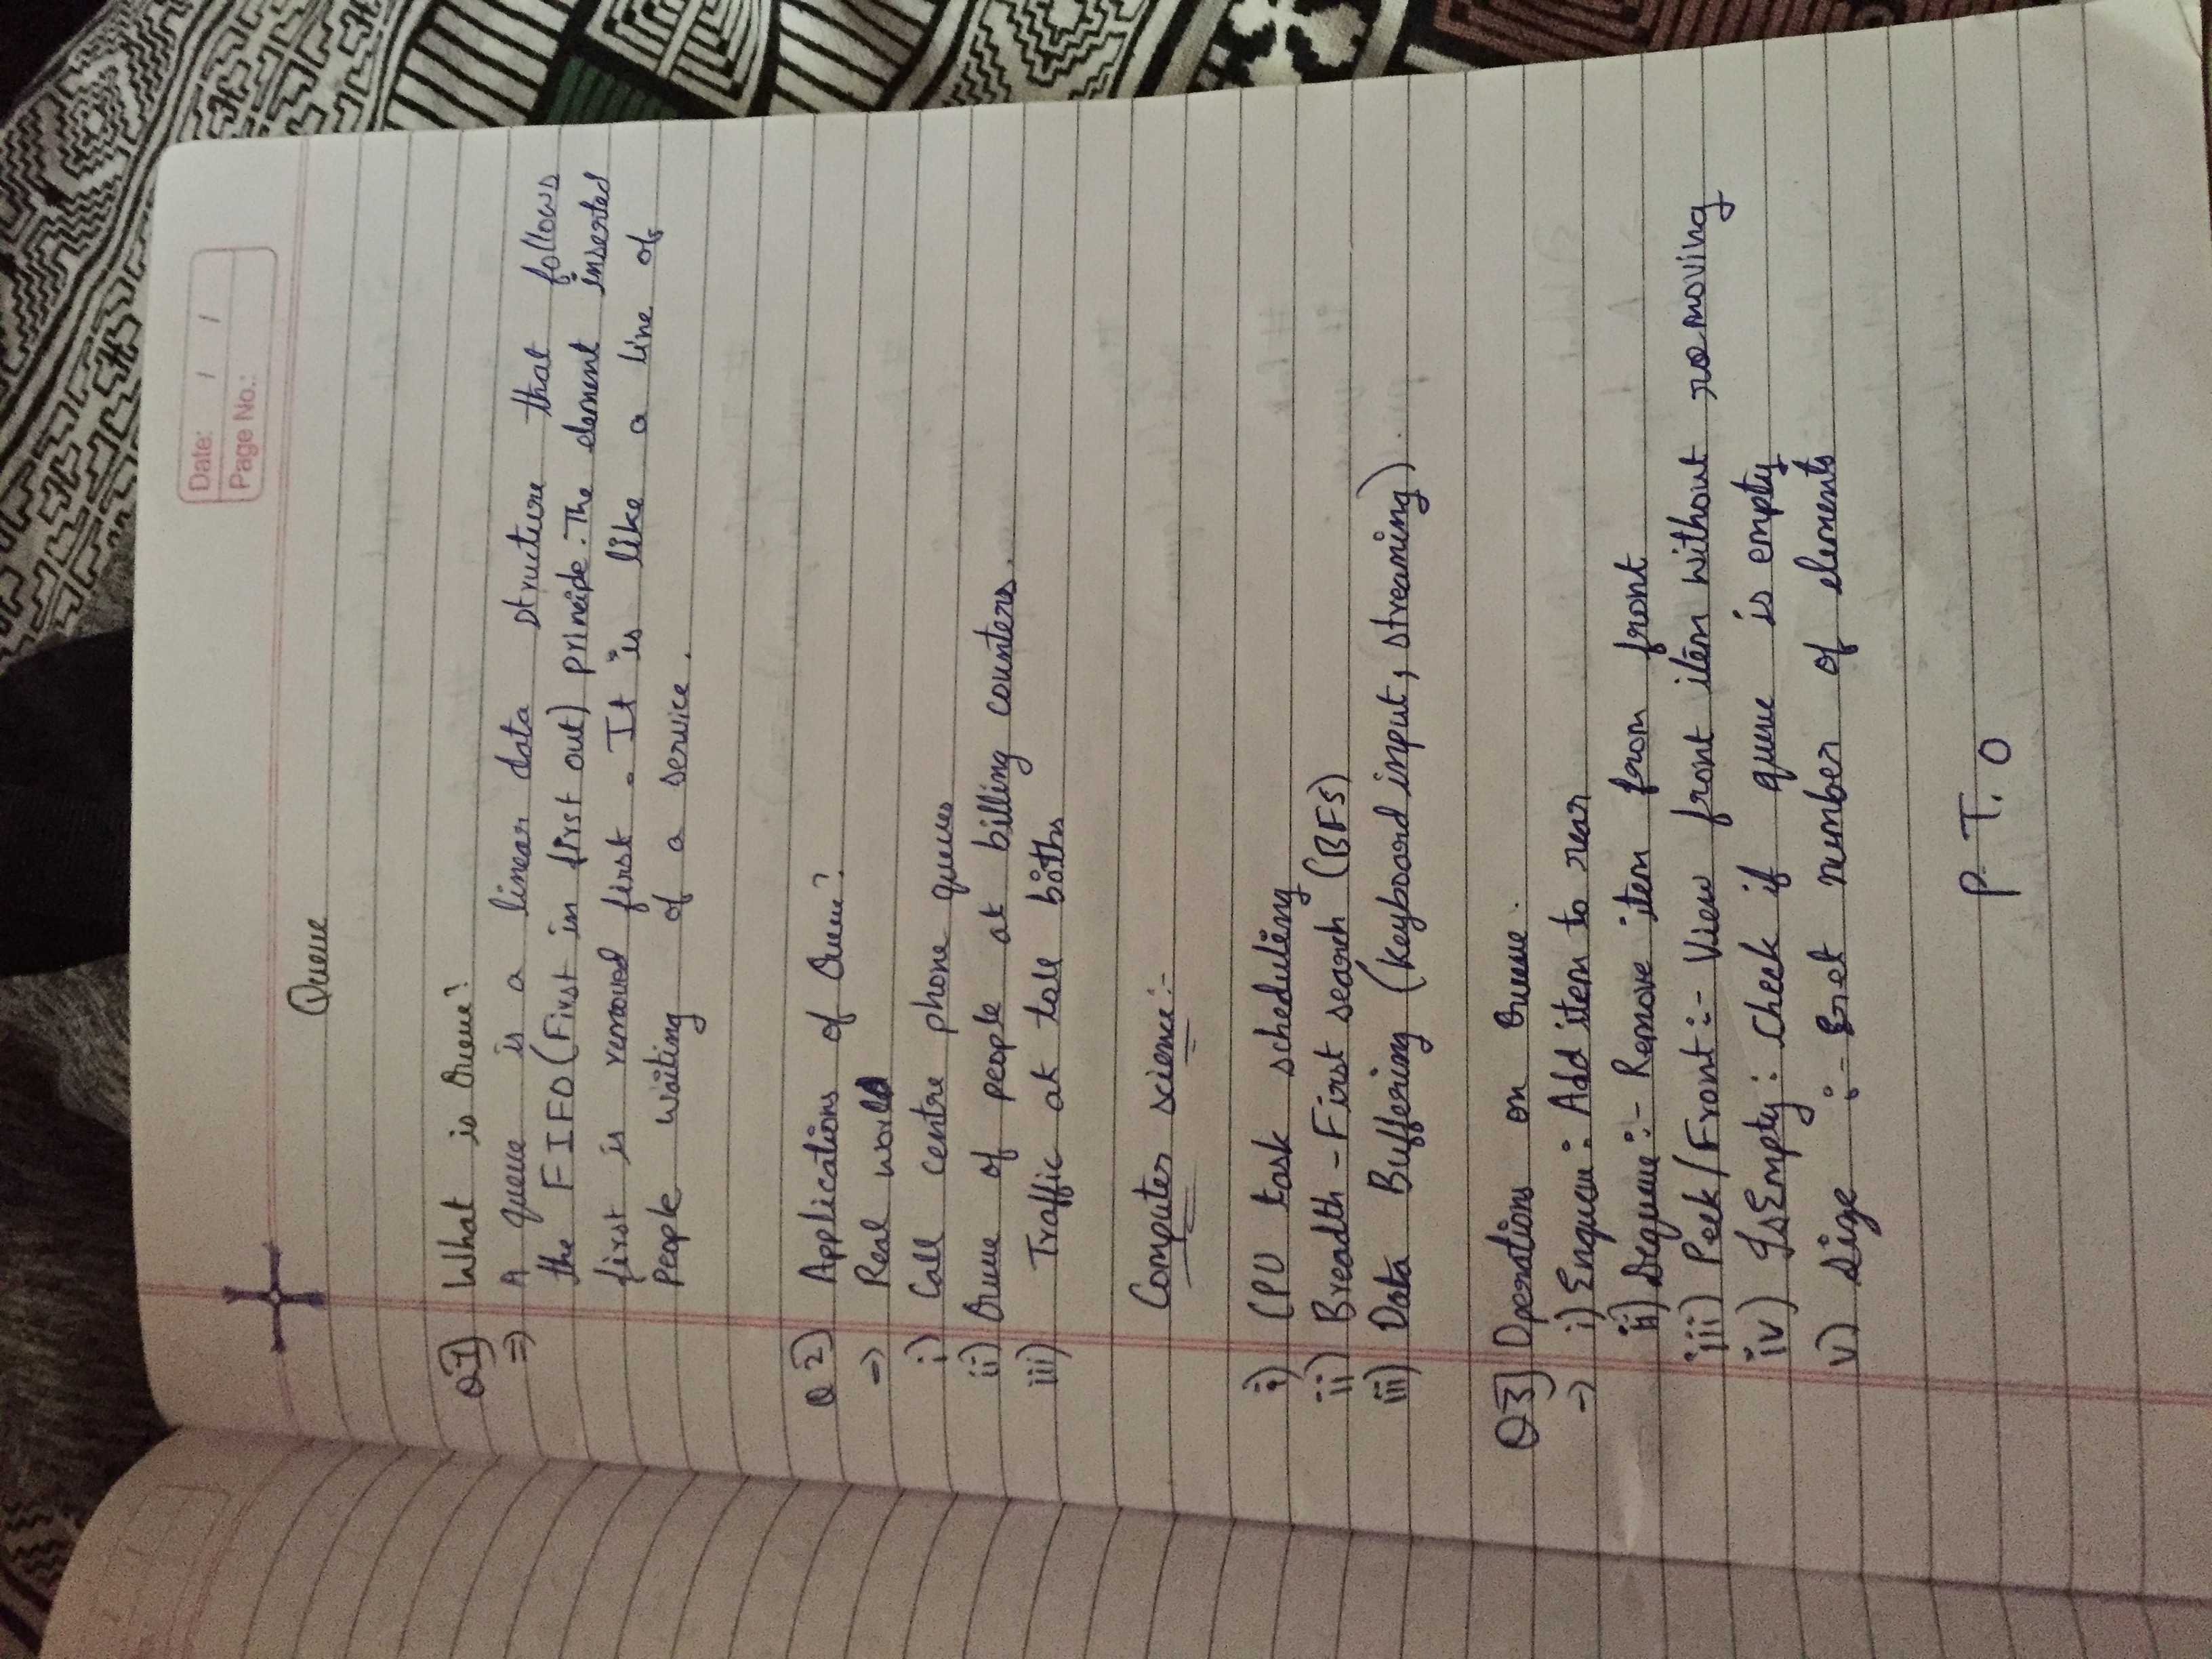 Date: / /
Page No.:
Queue
Q1) What is Queue?
⇒ A queue is a linear data structure that follows
the FIFO (First in first out) principle. The element inserted
first is removed first. It is like a line of
people waiting of a service.
Q2) Applications of Queue?
→ Real world
i) Call centre phone queues
ii) Queue of people at billing counters.
iii) Traffic at toll boths
Computer science:-
i) CPU task scheduling
ii) Breadth-First search (BFS)
iii) Data Buffering (Keyboard input, streaming).
Q3] Operations on Queue.
→ i) Enqueue: Add item to rear
ii) Dequeue:- Remove item from front
iii) Peek/Front:- View front item without removing
iv) IsEmpty: Check if queue is empty
v) Size :- Get number of elements
P.T.O